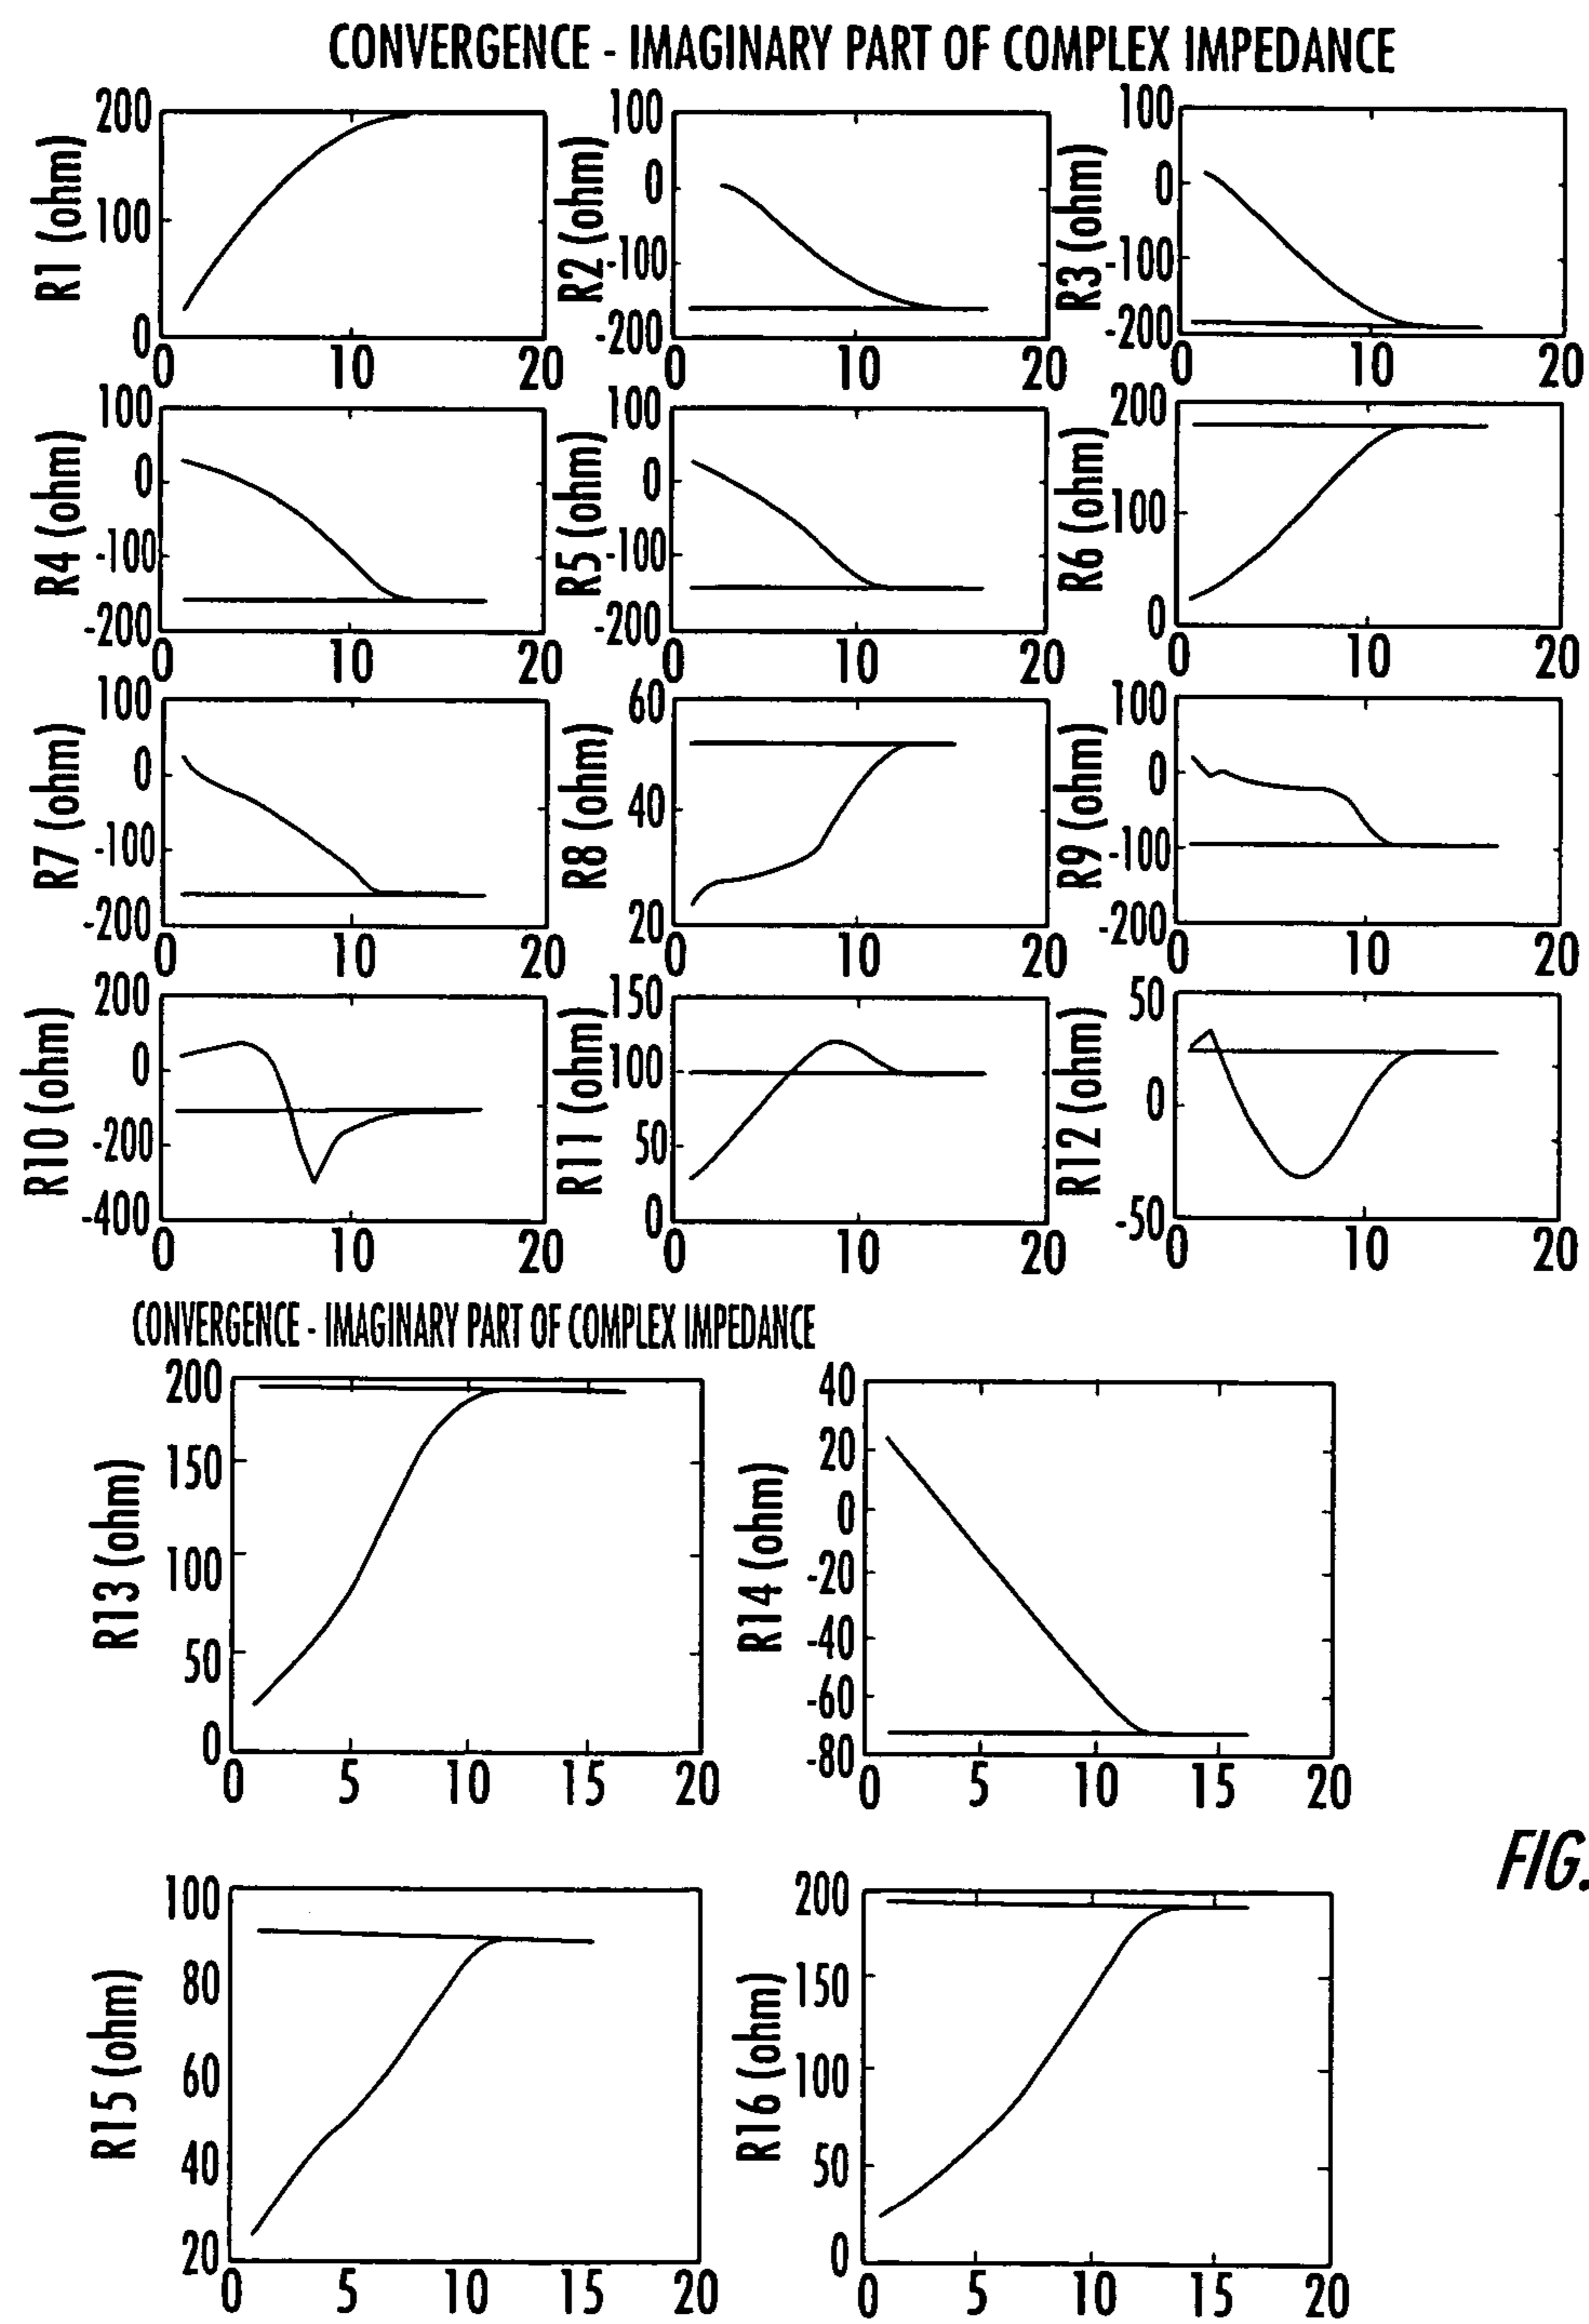 CONVERGENCE - IMAGINARY PART OF COMPLEX IMPEDANCE
R1 (ohm)
200
100
0
0 10 20
R2 (ohm)
100
0
-100
-200
0 10 20
R3 (ohm)
100
0
-100
-200
0 10 20
R4 (ohm)
100
0
-100
-200
0 10 20
R5 (ohm)
100
0
-100
-200
0 10 20
R6 (ohm)
200
100
0
0 10 20
R7 (ohm)
100
0
-100
-200
0 10 20
R8 (ohm)
60
40
20
0 10 20
R9 (ohm)
100
0
-100
-200
0 10 20
R10 (ohm)
200
0
-200
-400
0 10 20
R11 (ohm)
150
100
50
0
0 10 20
R12 (ohm)
50
0
-50
0 10 20
CONVERGENCE - IMAGINARY PART OF COMPLEX IMPEDANCE
R13 (ohm)
200
150
100
50
0
0 5 10 15 20
R14 (ohm)
40
20
0
-20
-40
-60
-80
0 5 10 15 20
FIG.
R15 (ohm)
100
80
60
40
20
0 5 10 15 20
R16 (ohm)
200
150
100
50
0
0 5 10 15 20